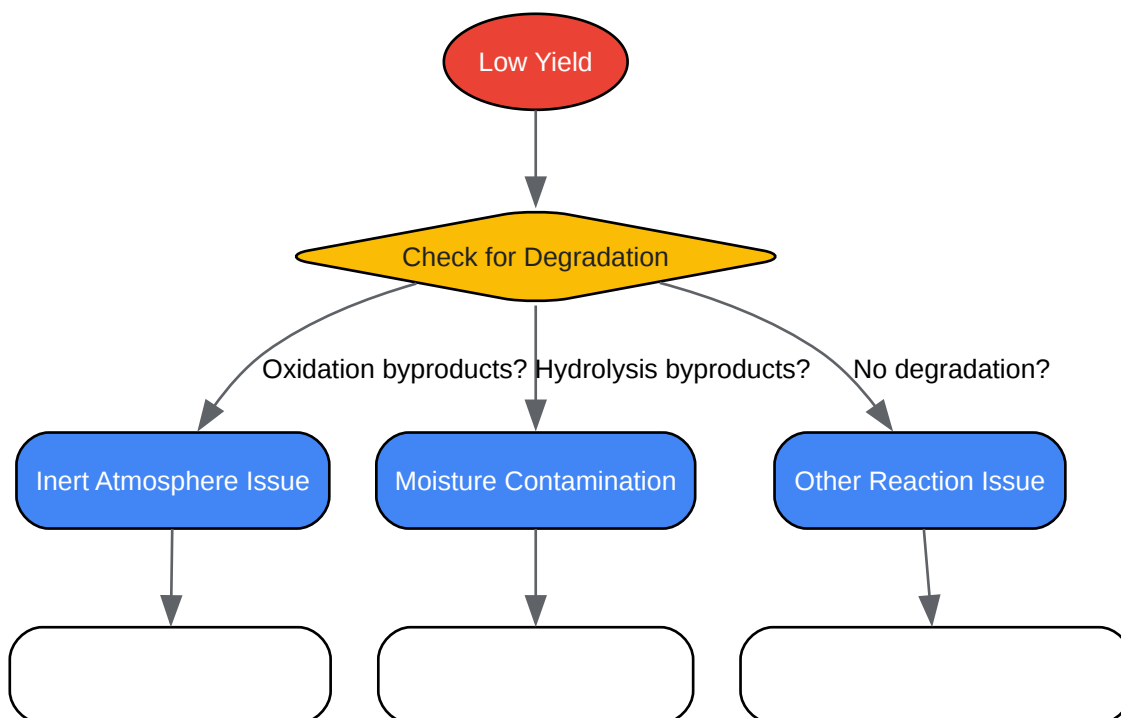 Low Yield
Check for Degradation
Oxidation byproducts?
Hydrolysis byproducts?
No degradation?
Inert Atmosphere Issue
Moisture Contamination
Other Reaction Issue